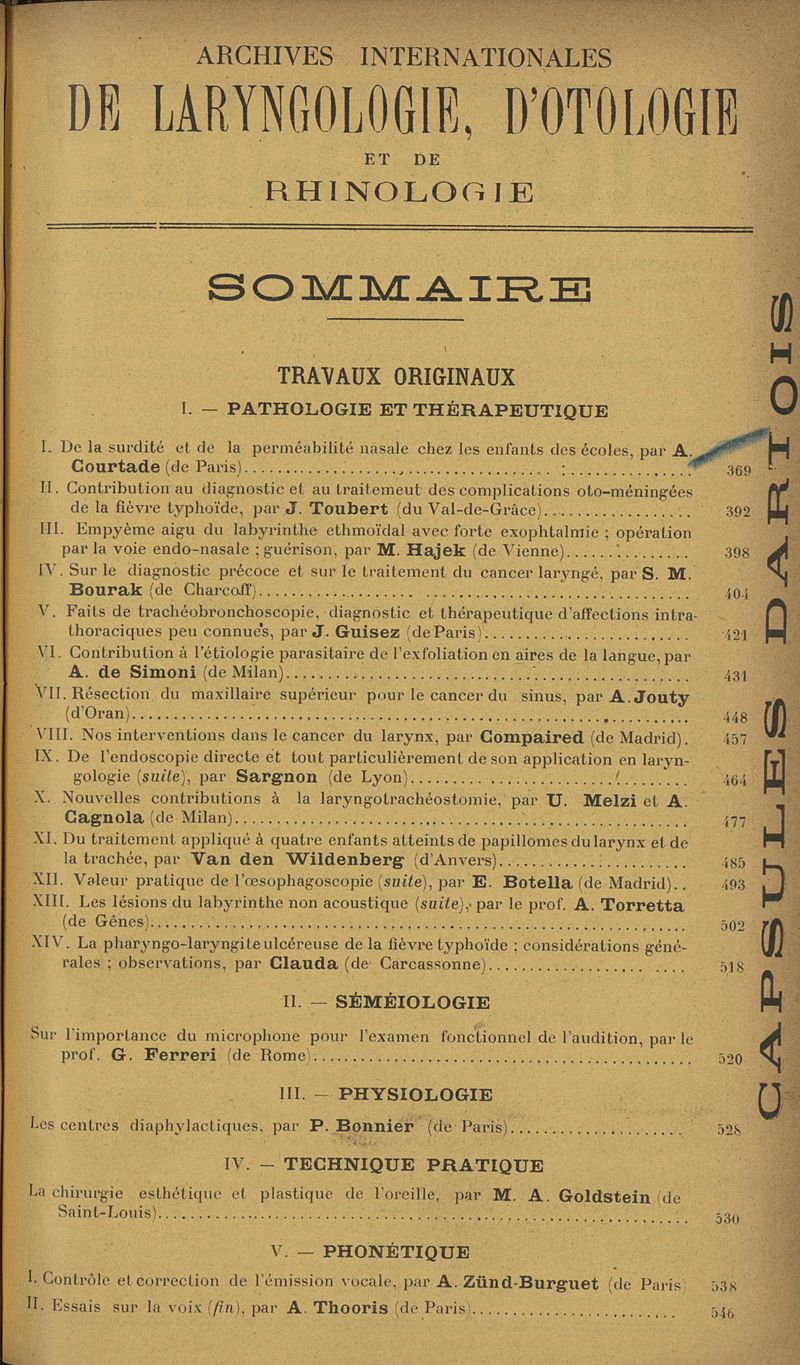 ARCHIVES INTERNATIONALES
DE LARYNGOLOGIE, D'OTOLOGIE
ET DE
RHINOLOGIE
SOMMAIRE
TRAVAUX ORIGINAUX
I. — PATHOLOGIE ET THÉRAPEUTIQUE
I. De la surdité et de la perméabilité nasale chez les enfants des écoles, par A.
Courtade (de Paris) 369
II. Contribution au diagnostic et au traitement des complications oto-méningées
de la fièvre typhoïde, par J. Toubert (du Val-de-Grâce) 392
III. Empyème aigu du labyrinthe ethmoïdal avec forte exophtalmie ; opération
par la voie endo-nasale ; guérison, par M. Hajek (de Vienne) 398
IV. Sur le diagnostic précoce et sur le traitement du cancer laryngé, par S. M.
Bourak (de Charcoff) 404
V. Faits de trachéobronchoscopie, diagnostic et thérapeutique d'affections intra-
thoraciques peu connues, par J. Guisez (de Paris) 421
VI. Contribution à l'étiologie parasitaire de l'exfoliation en aires de la langue, par
A. de Simoni (de Milan) 431
VII. Résection du maxillaire supérieur pour le cancer du sinus, par A. Jouty
(d'Oran) 448
VIII. Nos interventions dans le cancer du larynx, par Compaired (de Madrid). 457
IX. De l'endoscopie directe et tout particulièrement de son application en laryn-
gologie (suite), par Sargnon (de Lyon) 464
X. Nouvelles contributions à la laryngotrachéostomie, par U. Melzi et A.
Cagnola (de Milan) 477
XI. Du traitement appliqué à quatre enfants atteints de papillomes du larynx et de
la trachée, par Van den Wildenberg (d'Anvers) 485
XII. Valeur pratique de l'œsophagoscopie (suite), par E. Botella (de Madrid).. 493
XIII. Les lésions du labyrinthe non acoustique (suite), par le prof. A. Torretta
(de Gênes) 502
XIV. La pharyngo-laryngite ulcéreuse de la fièvre typhoïde ; considérations géné-
rales ; observations, par Clauda (de Carcassonne) 518
II. — SÉMÉIOLOGIE
Sur l'importance du microphone pour l'examen fonctionnel de l'audition, par le
prof. G. Ferreri (de Rome) 520
III. — PHYSIOLOGIE
Les centres diaphylactiques, par P. Bonnier (de Paris) 528
IV. — TECHNIQUE PRATIQUE
La chirurgie esthétique et plastique de l'oreille, par M. A. Goldstein (de
Saint-Louis) 530
V. — PHONÉTIQUE
I. Contrôle et correction de l'émission vocale, par A. Zünd-Burguet (de Paris) 538
II. Essais sur la voix (fin), par A. Thooris (de Paris) 546
CAPSULES DARTHOIS